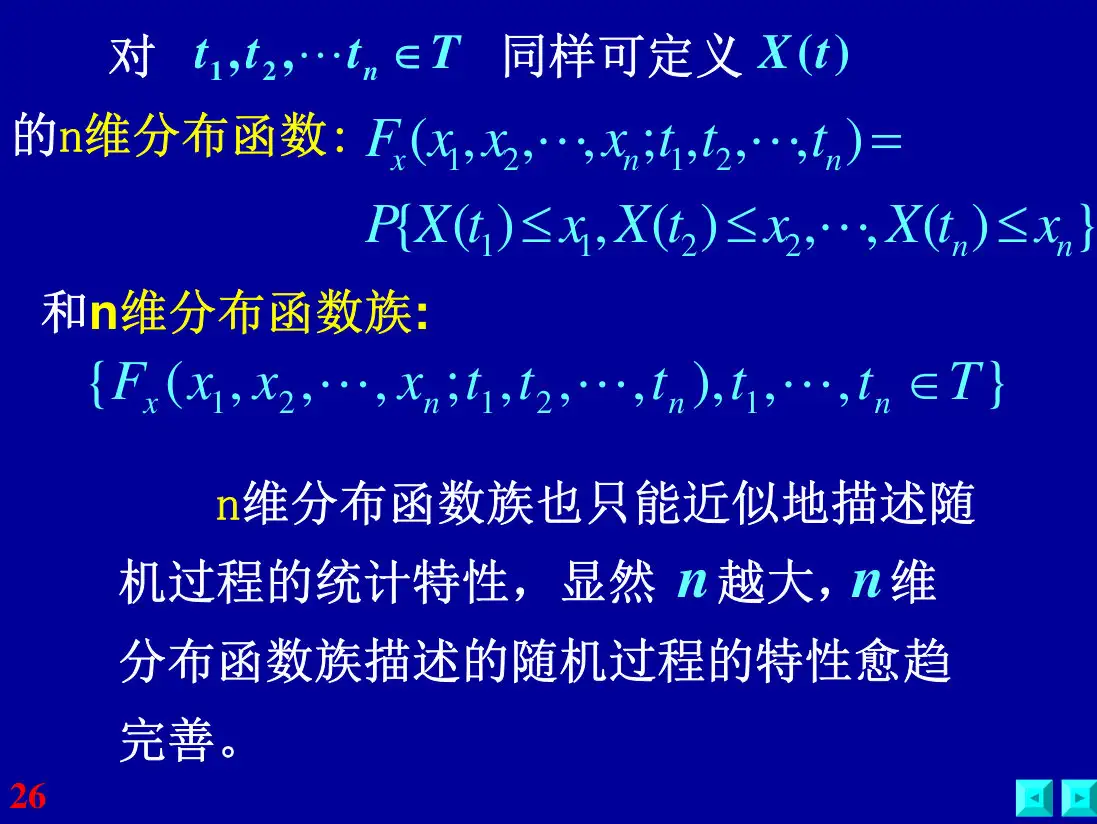 对 t₁,t₂,⋯tₙ∈T 同样可定义 X(t)
的n维分布函数: Fₓ(x₁,x₂,⋯,xₙ;t₁,t₂,⋯,tₙ)=
P{X(t₁)≤x₁,X(t₂)≤x₂,⋯,X(tₙ)≤xₙ}
和n维分布函数族:
{Fₓ(x₁,x₂,⋯,xₙ;t₁,t₂,⋯,tₙ),t₁,⋯,tₙ∈T}
n维分布函数族也只能近似地描述随
机过程的统计特性，显然 n 越大，n 维
分布函数族描述的随机过程的特性愈趋
完善。
26